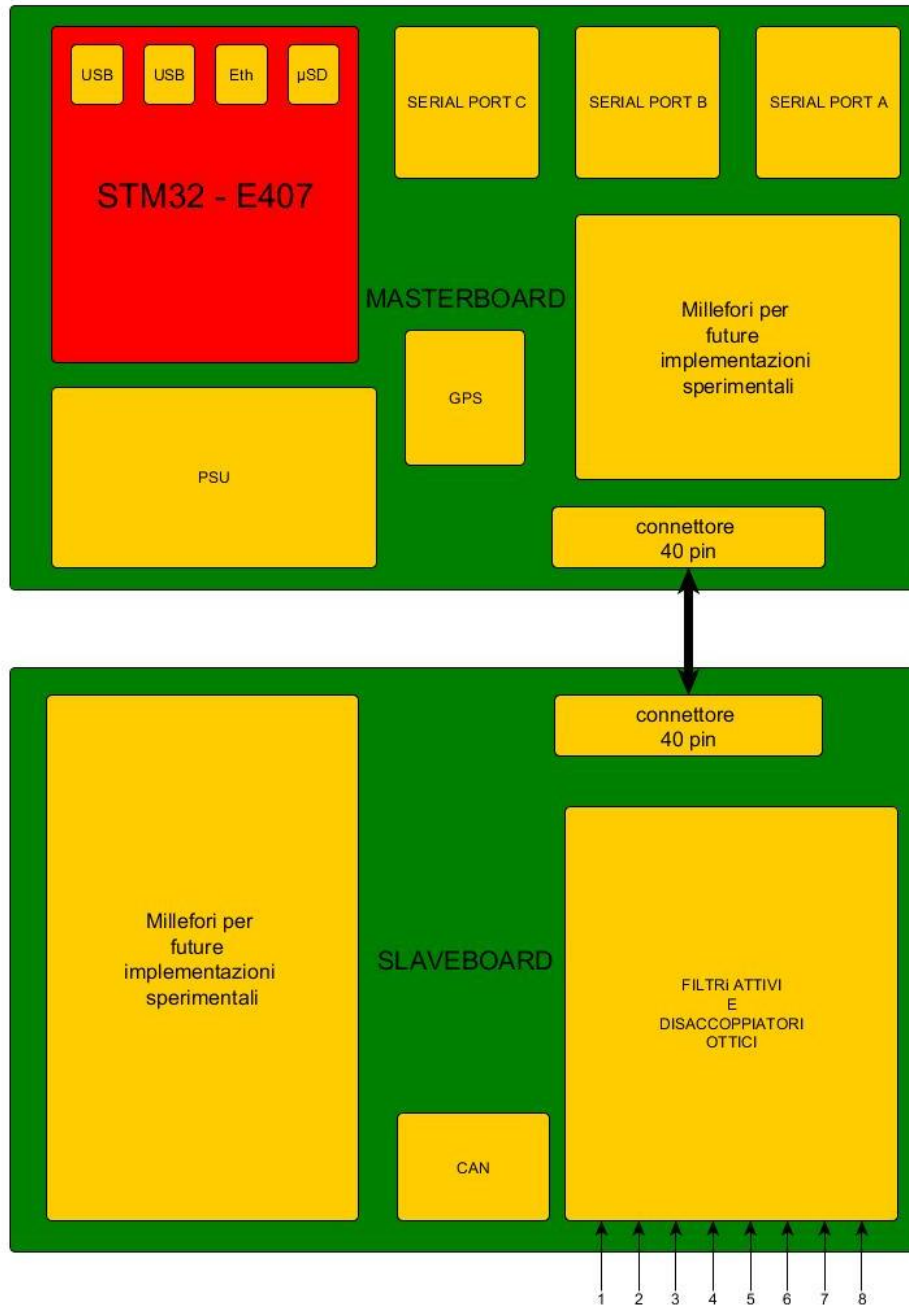 USB USB Eth µSD
STM32 - E407
SERIAL PORT C
SERIAL PORT B
SERIAL PORT A
MASTERBOARD
Millefori per
future
implementazioni
sperimentali
GPS
PSU
connettore
40 pin
connettore
40 pin
Millefori per
future
implementazioni
sperimentali
SLAVEBOARD
FILTRi ATTIVI
E
DISACCOPPIATORI
OTTICI
CAN
1 2 3 4 5 6 7 8